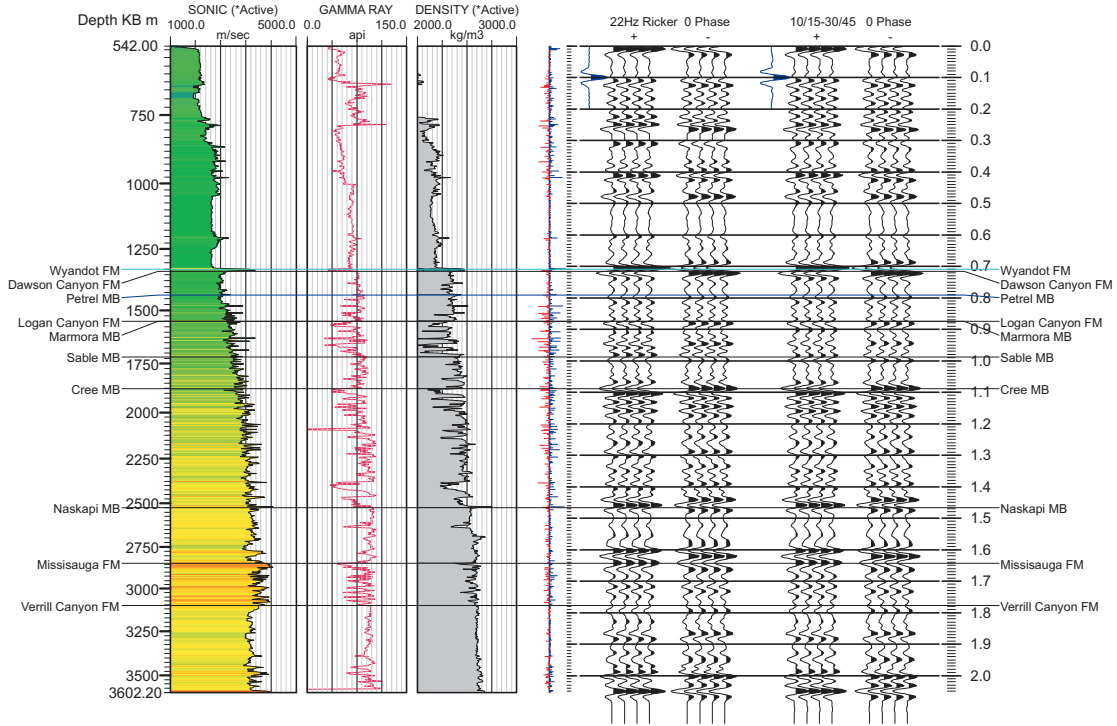 Depth KB m
SONIC (*Active)
1000.0 5000.0
m/sec
GAMMA RAY
0.0 150.0
api
DENSITY (*Active)
2000.0 3000.0
kg/m3
22Hz Ricker 0 Phase
+ -
10/15-30/45 0 Phase
+ -
542.00
750
1000
1250
Wyandot FM
Dawson Canyon FM
Petrel MB
1500
Logan Canyon FM
Marmora MB
Sable MB
1750
Cree MB
2000
2250
2500
Naskapi MB
2750
Missisauga FM
3000
Verrill Canyon FM
3250
3500
3602.20
0.0
0.1
0.2
0.3
0.4
0.5
0.6
0.7
Wyandot FM
Dawson Canyon FM
0.8
Petrel MB
Logan Canyon FM
0.9
Marmora MB
1.0
Sable MB
Cree MB
1.1
1.2
1.3
1.4
Naskapi MB
1.5
1.6
Missisauga FM
1.7
Verrill Canyon FM
1.8
1.9
2.0